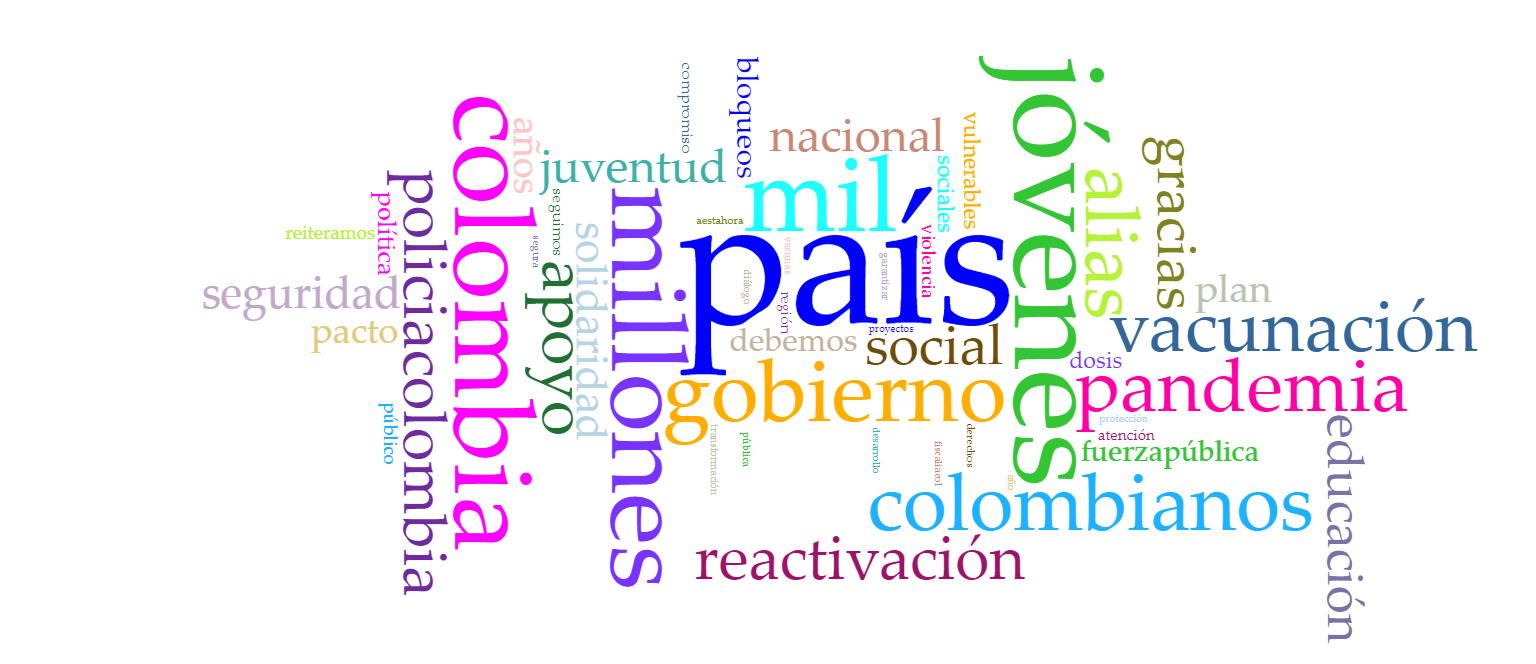 país
jóvenes
colombia
millones
mil
gobierno
colombianos
pandemia
vacunación
reactivación
policiacolombia
apoyo
social
juventud
nacional
alias
gracias
educación
seguridad
solidaridad
plan
pacto
debemos
años
bloqueos
fuerzapública
dosis
vulnerables
sociales
violencia
política
público
reiteramos
compromiso
seguimos
segura
aestahora
vacunas
diálogo
región
garantizar
proyectos
protección
atención
derechos
desarrollo
fiscaliacol
año
pública
transformación